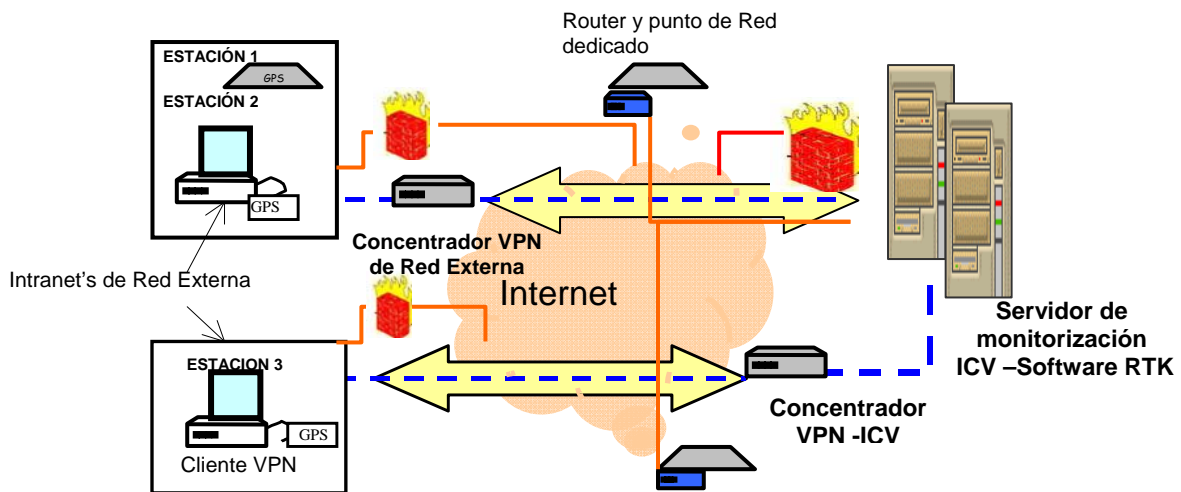 Router y punto de Red
dedicado
ESTACIÓN 1
GPS
ESTACIÓN 2
GPS
Concentrador VPN
de Red Externa
Intranet's de Red Externa
Internet
Servidor de
monitorización
ICV –Software RTK
ESTACION 3
GPS
Cliente VPN
Concentrador
VPN -ICV